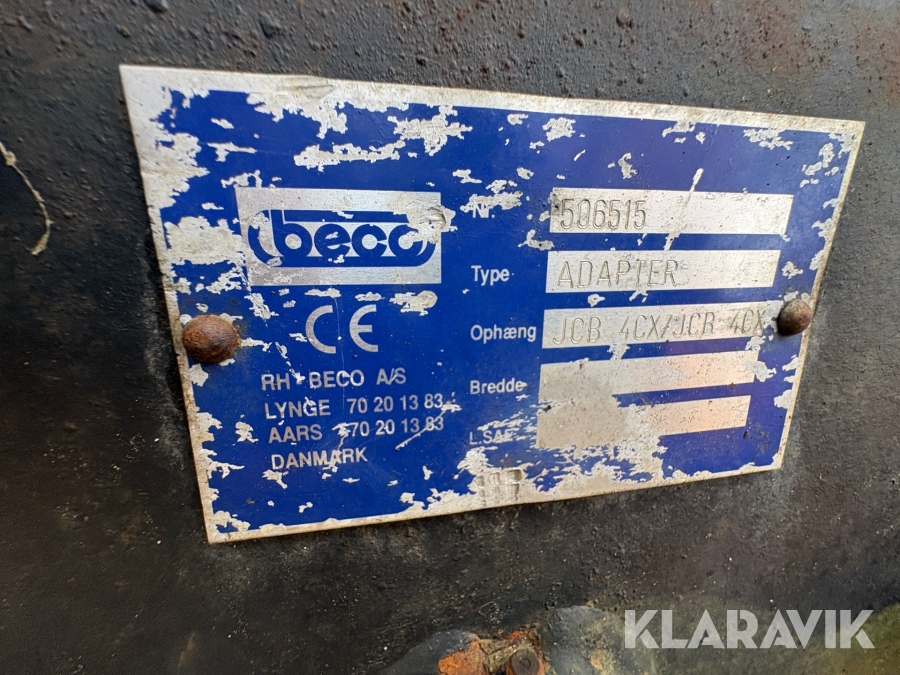 beco
Nr. 506515
Type ADAPTER
Ophæng JCB 4CX/JCB 4CX
Bredde
CE
RH-BECO A/S
LYNGE 70 20 13 83
AARS 70 20 13 83
DANMARK
KLARAVIK